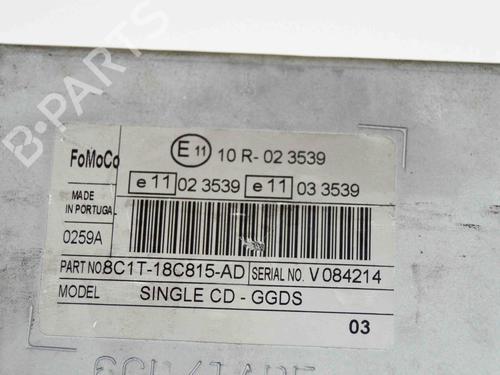 B-PARTS
FoMoCo
E 11 10 R- 02 3539
e 11 02 3539 e 11 03 3539
MADE
IN PORTUGAL
0259A
PART NO 8C1T-18C815-AD SERIAL NO. V 084214
MODEL SINGLE CD - GGDS
03